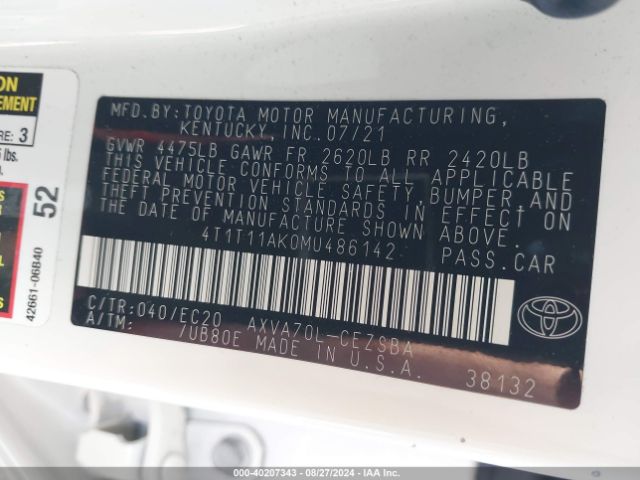 ON
EMENT
RE: 3
lbs.
52
42661-06B40
MFD.BY:TOYOTA MOTOR MANUFACTURING,
KENTUCKY, INC. 07/21
GVWR 4475LB GAWR FR 2620LB RR 2420LB
THIS VEHICLE CONFORMS TO ALL APPLICABLE
FEDERAL MOTOR VEHICLE SAFETY, BUMPER, AND
THEFT PREVENTION STANDARDS IN EFFECT ON
THE DATE OF MANUFACTURE SHOWN ABOVE.
4T1T11AK0MU486142 PASS.CAR
C/TR:040/EC20 AXVA70L-CEZSBA
A/TM: /UB80E MADE IN U.S.A.
38132
000-40207343 - 08/27/2024 - IAA Inc.